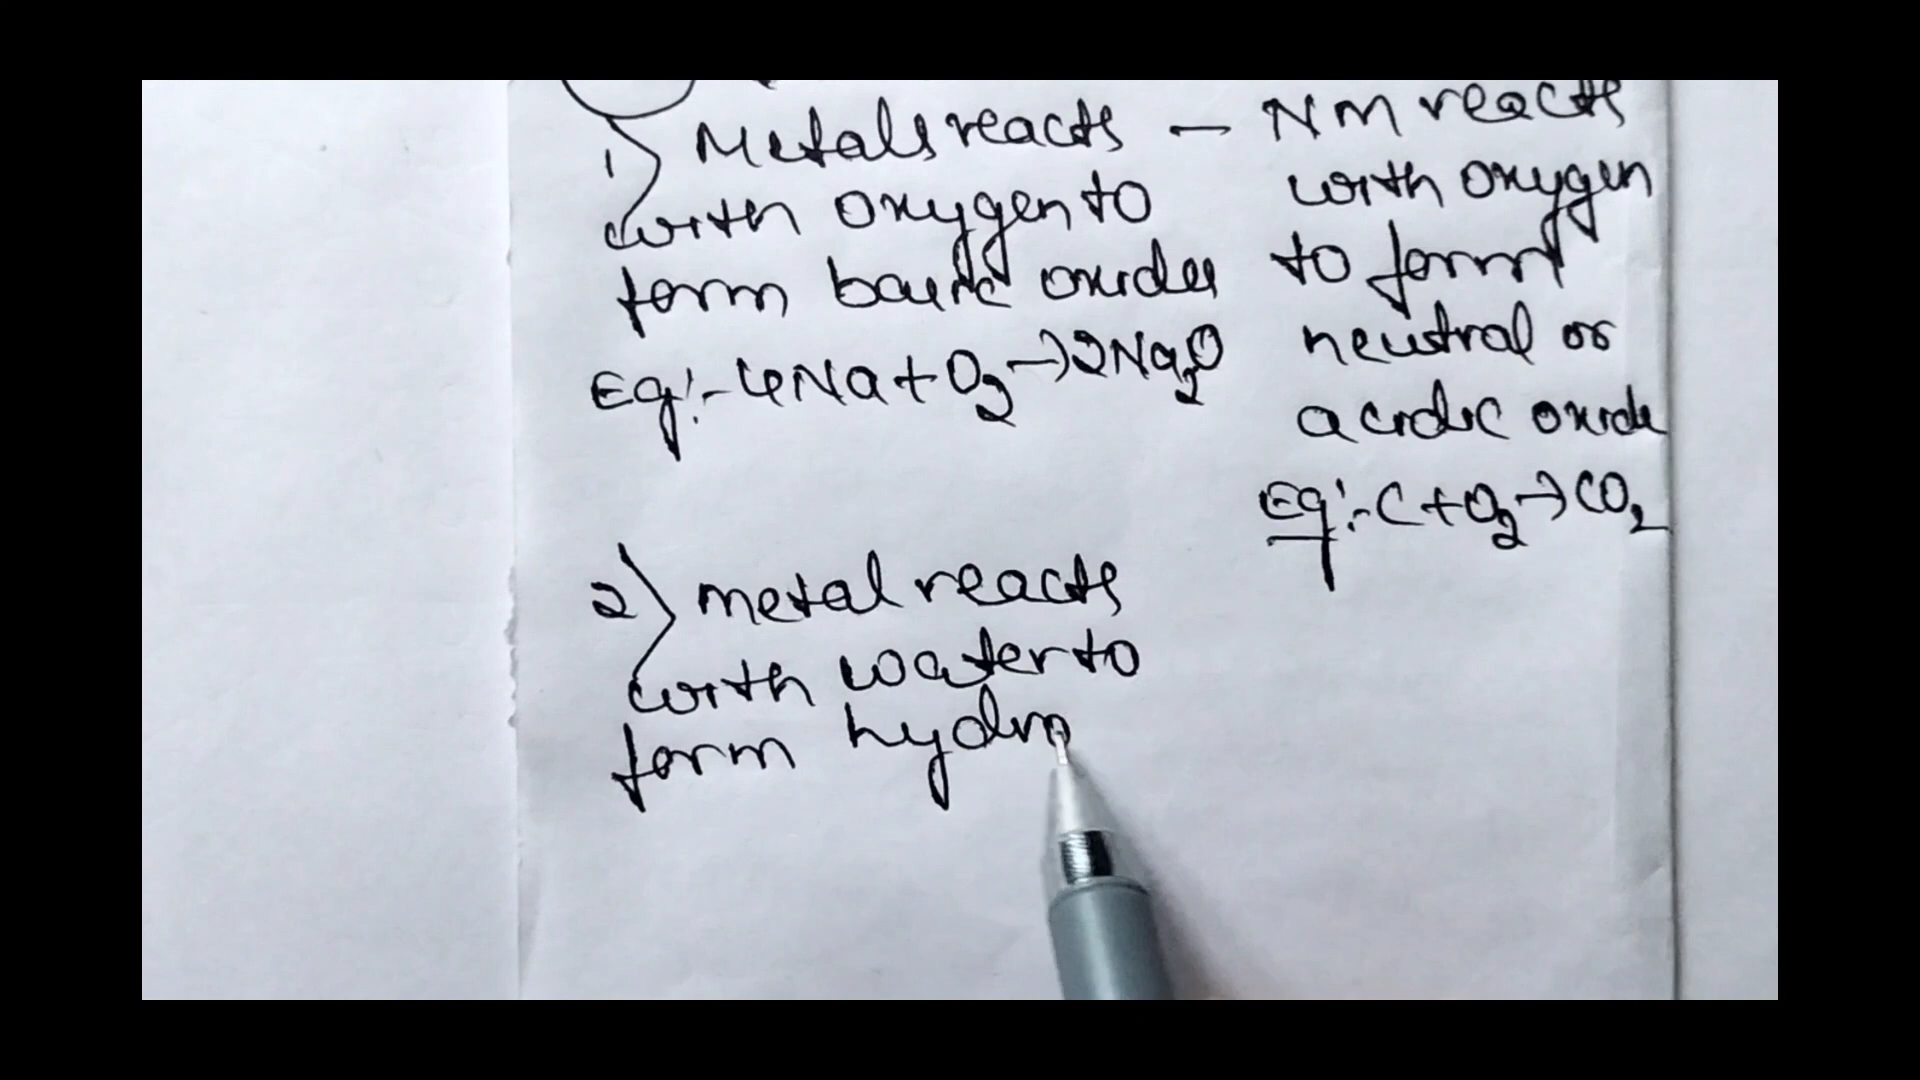 1) Metals reacts
with oxygen to
form basic oxides
Eg:- 4Na + O2 → 2Na2O
— NM reacts
with oxygen
to form
neutral or
acidic oxide
Eg:- C + O2 → CO2
2) metal reacts
with water to
form hydro